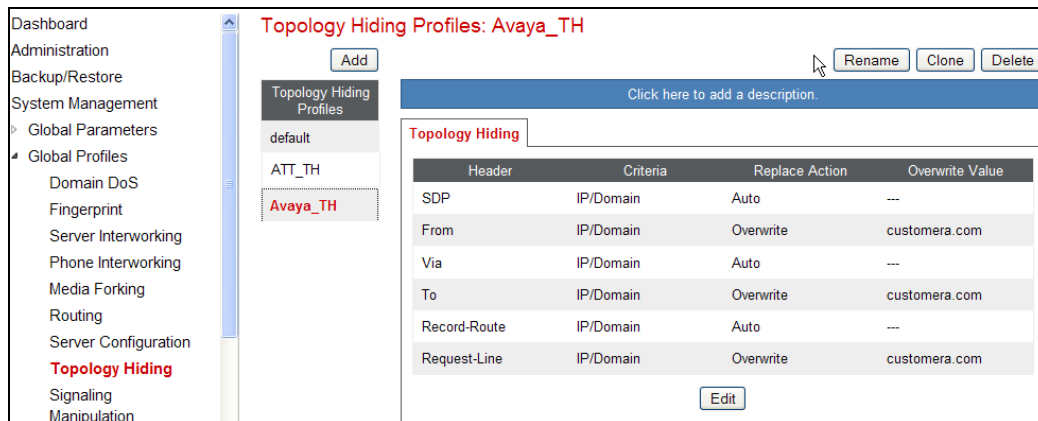 Dashboard
Administration
Backup/Restore
System Management
Global Parameters
Global Profiles
Domain DoS
Fingerprint
Server Interworking
Phone Interworking
Media Forking
Routing
Server Configuration
Topology Hiding
Signaling
Manipulation
Topology Hiding Profiles: Avaya_TH
Add
Rename Clone Delete
Topology Hiding
Profiles
default
ATT_TH
Avaya_TH
Click here to add a description.
Topology Hiding
Header Criteria Replace Action Overwrite Value
SDP IP/Domain Auto ---
From IP/Domain Overwrite customera.com
Via IP/Domain Auto ---
To IP/Domain Overwrite customera.com
Record-Route IP/Domain Auto ---
Request-Line IP/Domain Overwrite customera.com
Edit